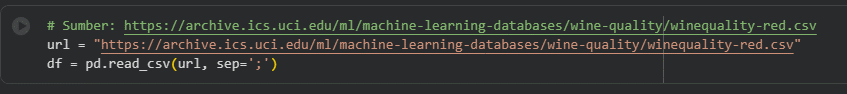 # Sumber: https://archive.ics.uci.edu/ml/machine-learning-databases/wine-quality/winequality-red.csv
url = "https://archive.ics.uci.edu/ml/machine-learning-databases/wine-quality/winequality-red.csv"
df = pd.read_csv(url, sep=';')